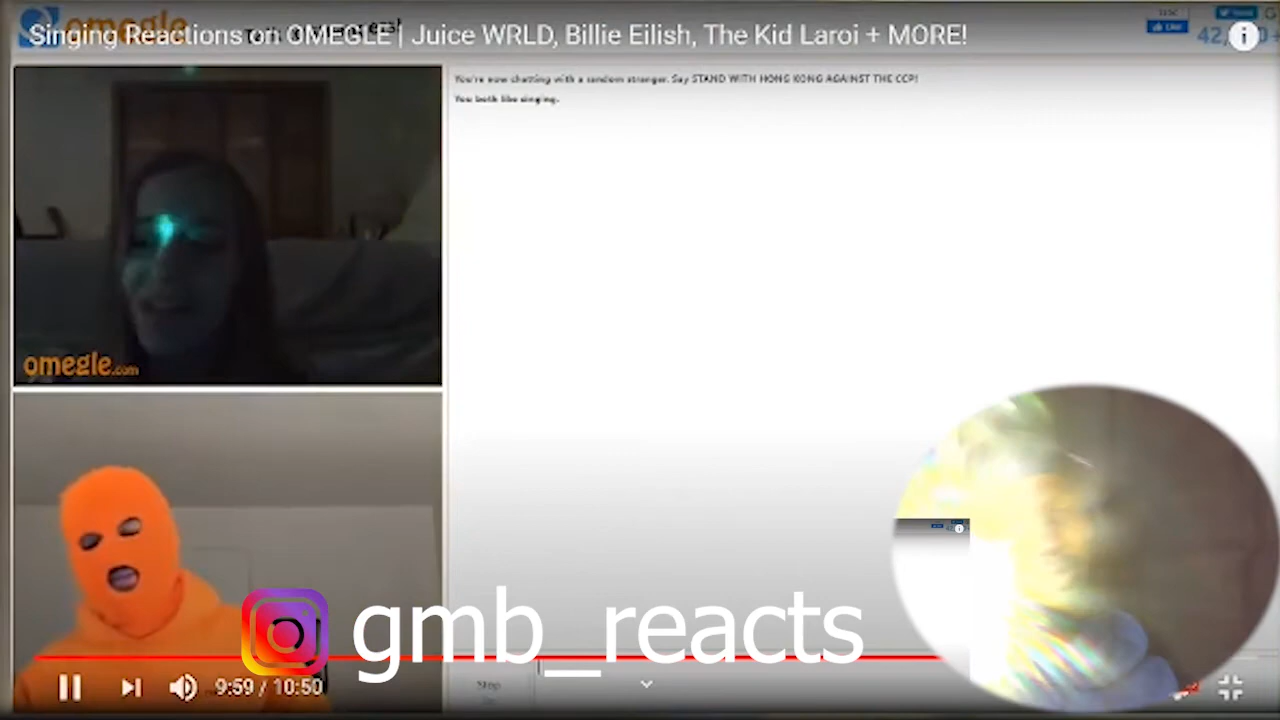 Singing Reactions on OMEGLE | Juice WRLD, Billie Eilish, The Kid Laroi + MORE!
omegle
You're now chatting with a random stranger. Say STAND WITH HONG KONG AGAINST THE CCP!
You both like singing.
omegle.com
gmb_reacts
9:59 / 10:50
Stop